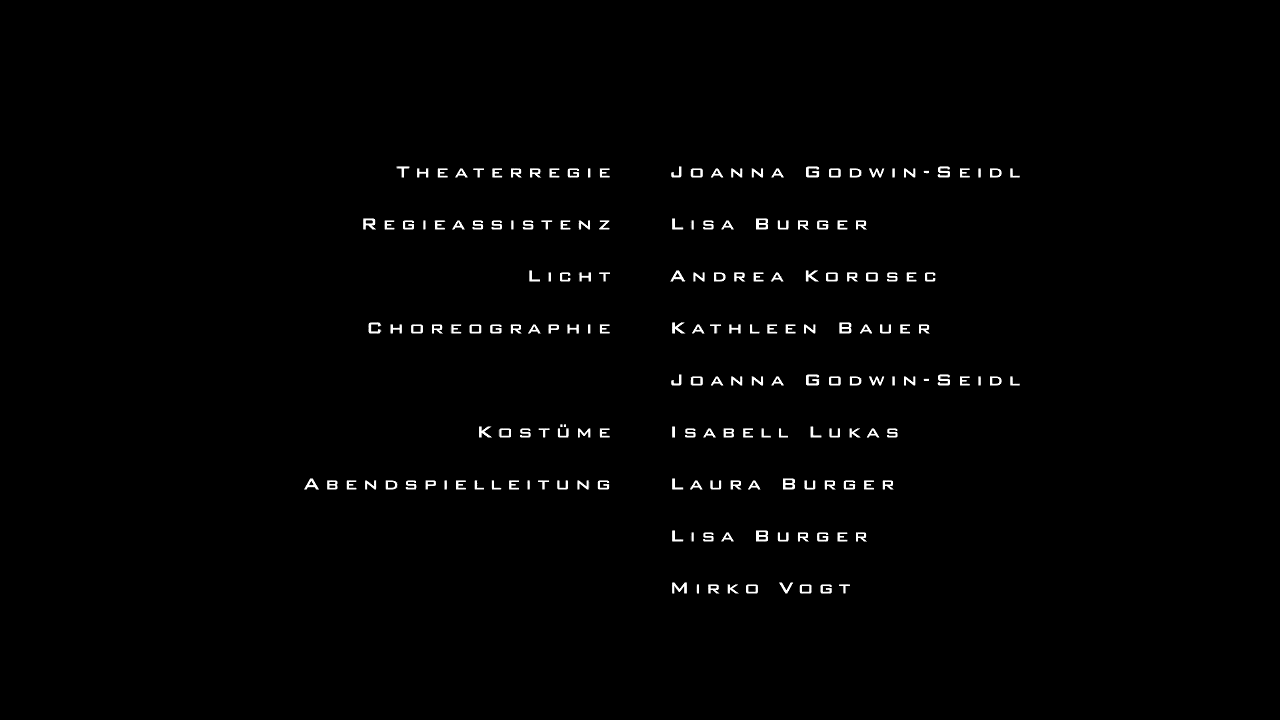 Theaterregie Joanna Godwin-Seidl
Regieassistenz Lisa Burger
Licht Andrea Korosec
Choreographie Kathleen Bauer
Joanna Godwin-Seidl
Kostüme Isabell Lukas
Abendspielleitung Laura Burger
Lisa Burger
Mirko Vogt